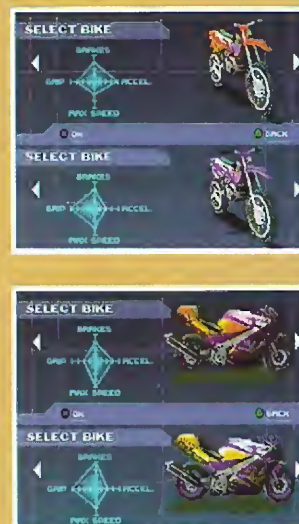 SELECT BIKE
BRAKES
GRIP ACCEL.
MAX SPEED
OK BACK
SELECT BIKE
BRAKES
GRIP ACCEL.
MAX SPEED
SELECT BIKE
BRAKES
GRIP ACCEL.
MAX SPEED
OK BACK
SELECT BIKE
BRAKES
GRIP ACCEL.
MAX SPEED